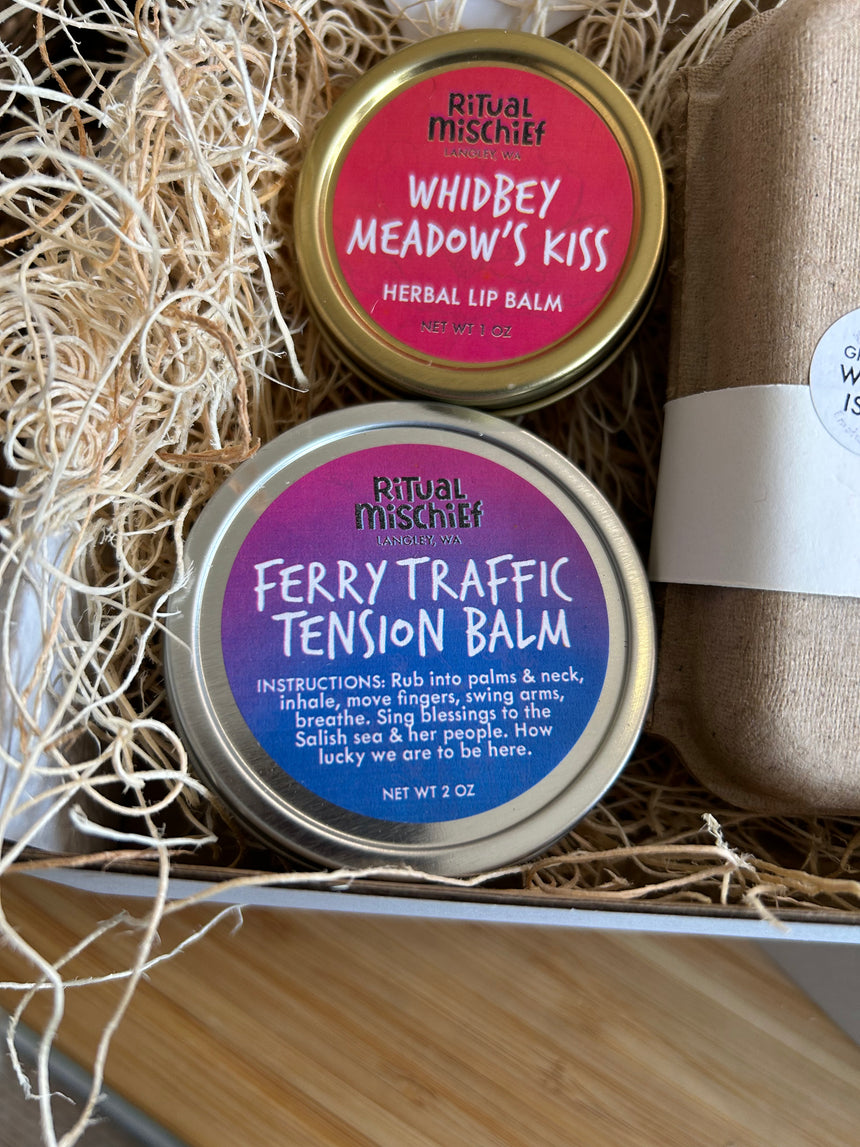 RiTUAL
MiSCHiEf
LANGLEY, WA
WHIDBEY
MEADOW'S KISS
HERBAL LIP BALM
NET WT 1 OZ
RiTUAL
MiSCHiEf
LANGLEY, WA
FERRY TRAFFIC
TENSION BALM
INSTRUCTIONS: Rub into palms & neck,
inhale, move fingers, swing arms,
breathe. Sing blessings to the
Salish sea & her people. How
lucky we are to be here.
NET WT 2 OZ